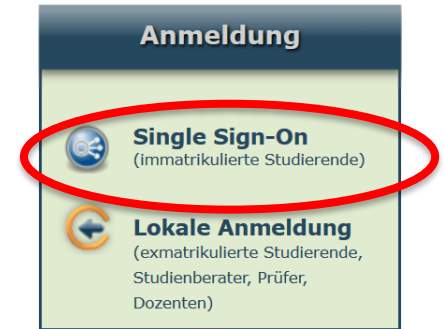 Anmeldung
Single Sign-On
(immatrikulierte Studierende)
Lokale Anmeldung
(exmatrikulierte Studierende,
Studienberater, Prüfer,
Dozenten)